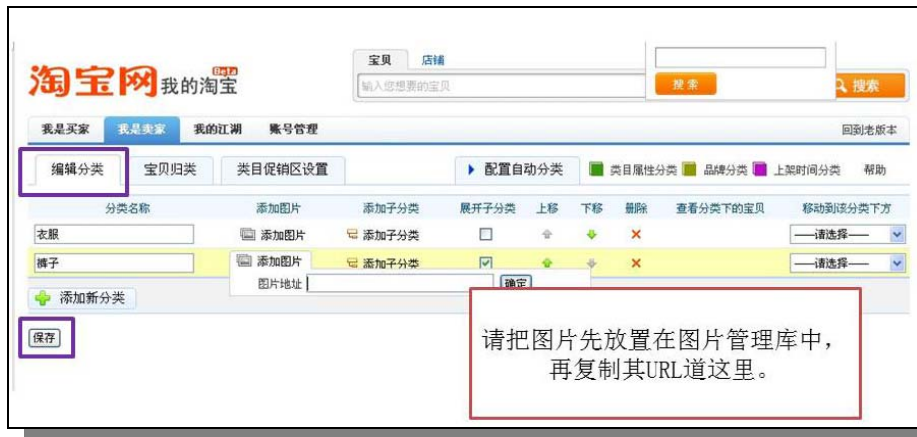 宝贝 店铺
淘宝网 Beta 我的淘宝
输入您想要的宝贝 搜索 搜索
我是买家 我是卖家 我的江湖 账号管理 回到老版本
编辑分类 宝贝归类 类目促销区设置 配置自动分类 类目属性分类 品牌分类 上架时间分类 帮助
分类名称 添加图片 添加子分类 展开子分类 上移 下移 删除 查看分类下的宝贝 移动到该分类下方
衣服 添加图片 添加子分类 ——请选择——
裤子 添加图片 添加子分类 ——请选择——
图片地址 确定
添加新分类
保存
请把图片先放置在图片管理库中，
再复制其URL道这里。